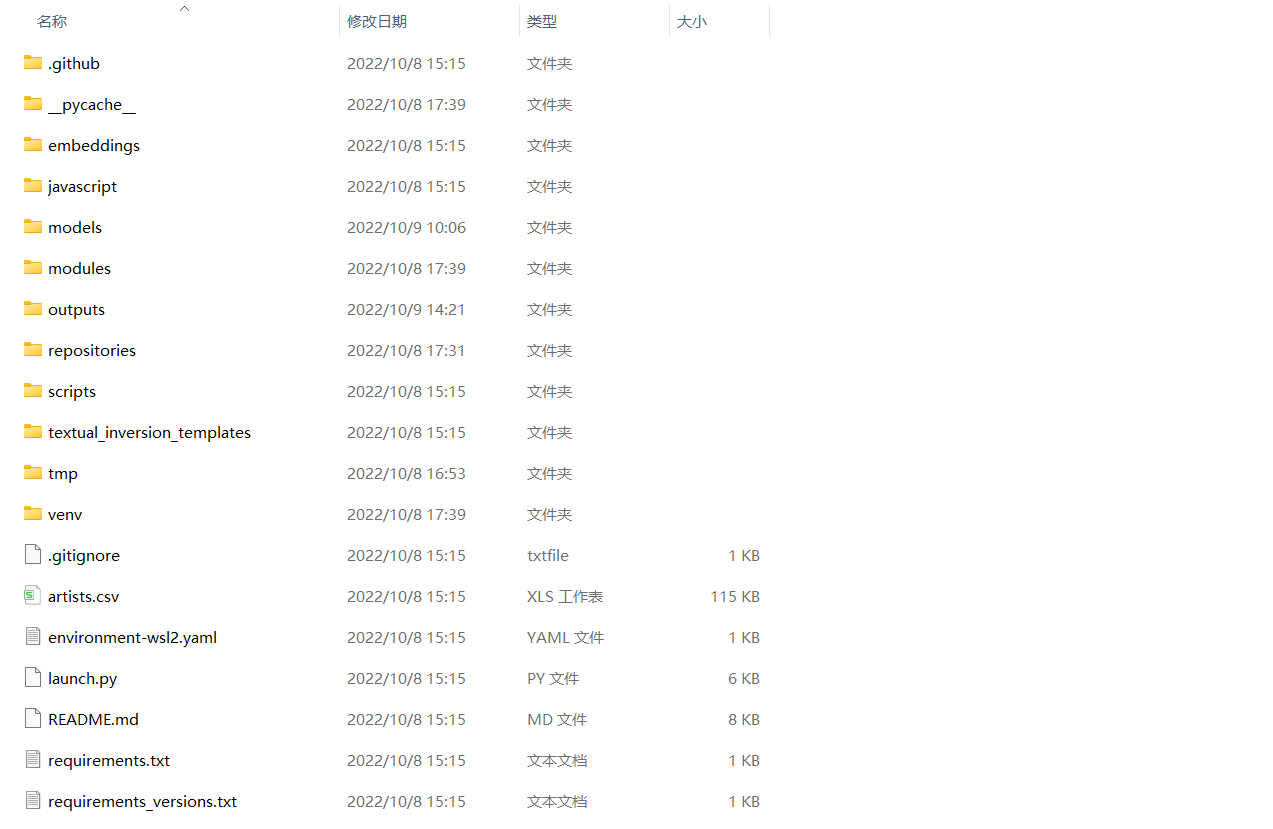 名称 修改日期 类型 大小
.github 2022/10/8 15:15 文件夹
__pycache__ 2022/10/8 17:39 文件夹
embeddings 2022/10/8 15:15 文件夹
javascript 2022/10/8 15:15 文件夹
models 2022/10/9 10:06 文件夹
modules 2022/10/8 17:39 文件夹
outputs 2022/10/9 14:21 文件夹
repositories 2022/10/8 17:31 文件夹
scripts 2022/10/8 15:15 文件夹
textual_inversion_templates 2022/10/8 15:15 文件夹
tmp 2022/10/8 16:53 文件夹
venv 2022/10/8 17:39 文件夹
.gitignore 2022/10/8 15:15 txtfile 1 KB
artists.csv 2022/10/8 15:15 XLS 工作表 115 KB
environment-wsl2.yaml 2022/10/8 15:15 YAML 文件 1 KB
launch.py 2022/10/8 15:15 PY 文件 6 KB
README.md 2022/10/8 15:15 MD 文件 8 KB
requirements.txt 2022/10/8 15:15 文本文档 1 KB
requirements_versions.txt 2022/10/8 15:15 文本文档 1 KB